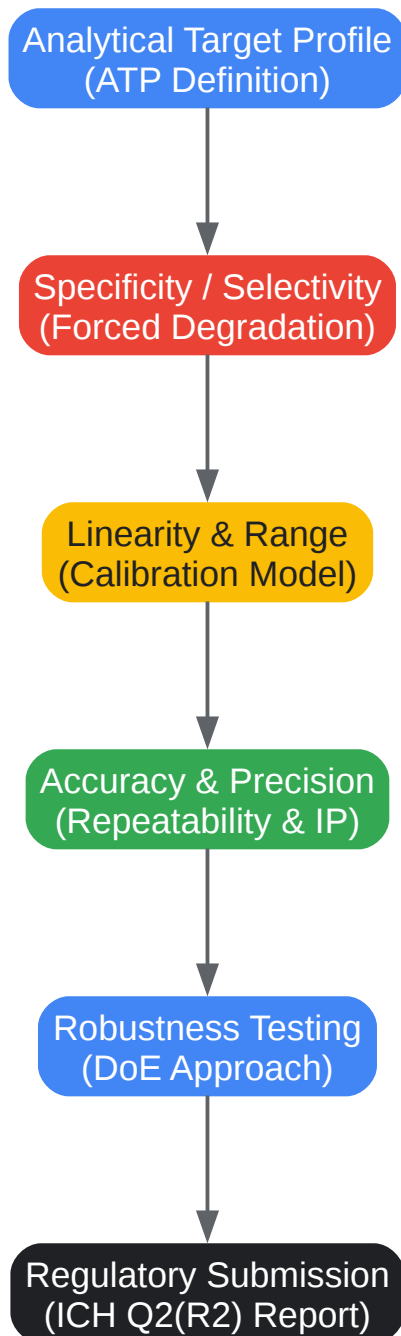 Analytical Target Profile
(ATP Definition)
Specificity / Selectivity
(Forced Degradation)
Linearity & Range
(Calibration Model)
Accuracy & Precision
(Repeatability & IP)
Robustness Testing
(DoE Approach)
Regulatory Submission
(ICH Q2(R2) Report)